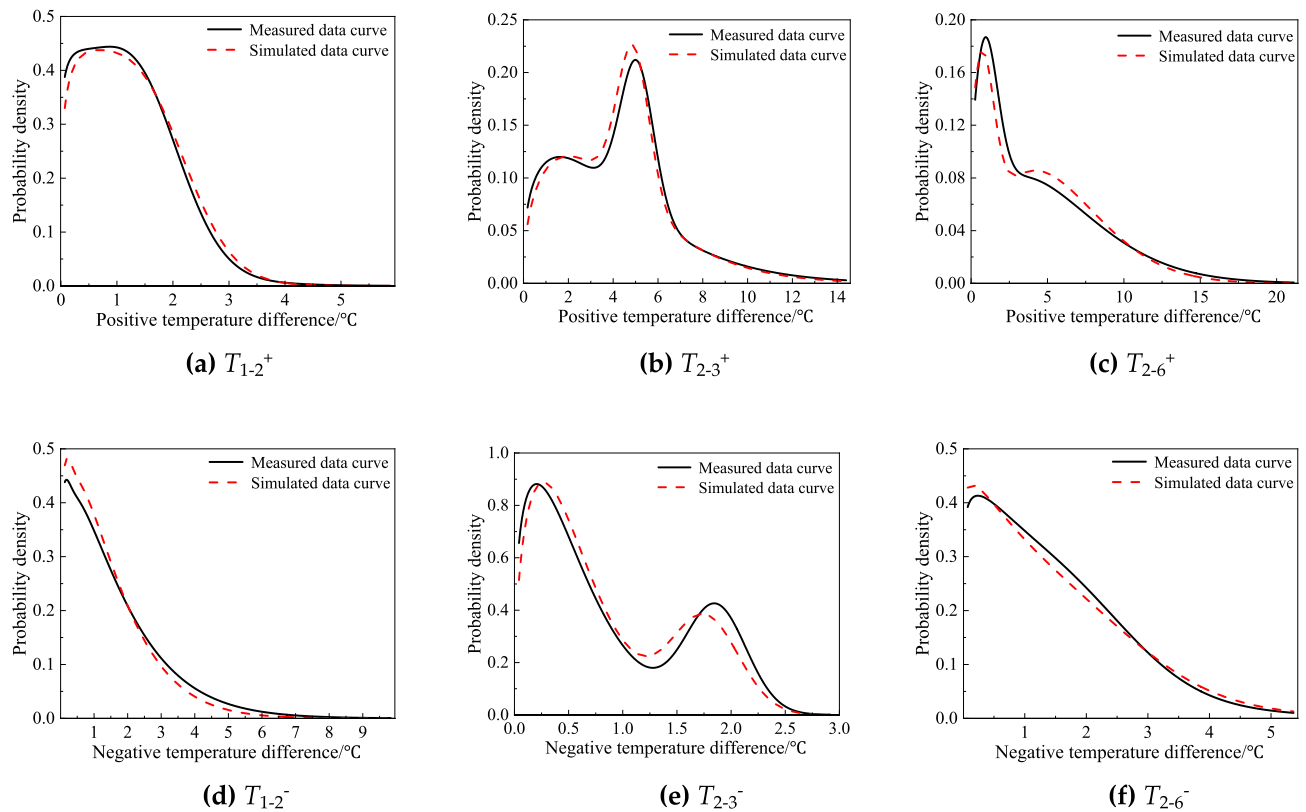 0.5
0.4
0.3
0.2
0.1
0.0
Probability density
Measured data curve
Simulated data curve
0 1 2 3 4 5
Positive temperature difference/℃
(a) T1-2+
0.25
0.20
0.15
0.10
0.05
0.00
Probability density
Measured data curve
Simulated data curve
0 2 4 6 8 10 12 14
Positive temperature difference/℃
(b) T2-3+
0.20
0.16
0.12
0.08
0.04
0.00
Probability density
Measured data curve
Simulated data curve
0 5 10 15 20
Positive temperature difference/℃
(c) T2-6+
0.5
0.4
0.3
0.2
0.1
0.0
Probability density
Measured data curve
Simulated data curve
1 2 3 4 5 6 7 8 9
Negative temperature difference/℃
(d) T1-2-
1.0
0.8
0.6
0.4
0.2
0.0
Probability density
Measured data curve
Simulated data curve
0.0 0.5 1.0 1.5 2.0 2.5 3.0
Negative temperature difference/℃
(e) T2-3-
0.5
0.4
0.3
0.2
0.1
0.0
Probability density
Measured data curve
Simulated data curve
1 2 3 4 5
Negative temperature difference/℃
(f) T2-6-